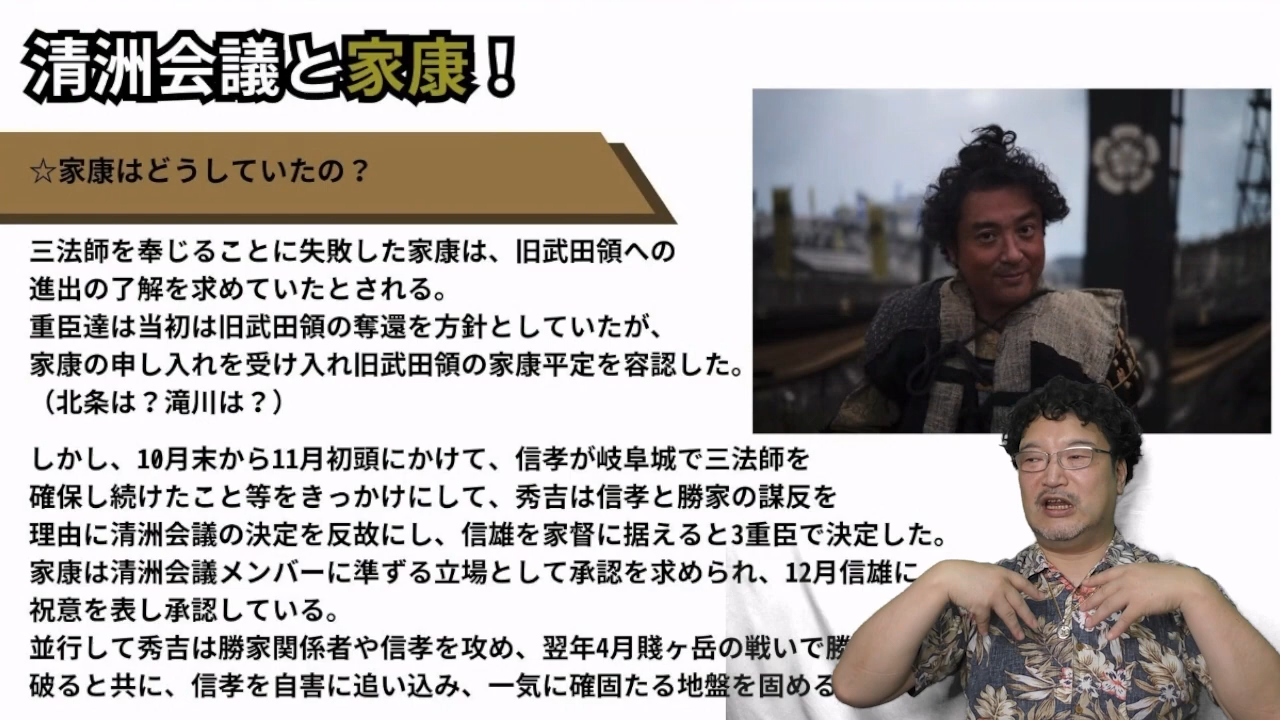 清洲会議と家康！
☆家康はどうしていたの？
三法師を奉じることに失敗した家康は、旧武田領への
進出の了解を求めていたとされる。
重臣達は当初は旧武田領の奪還を方針としていたが、
家康の申し入れを受け入れ旧武田領の家康平定を容認した。
（北条は？滝川は？）
しかし、10月末から11月初頭にかけて、信孝が岐阜城で三法師を
確保し続けたこと等をきっかけにして、秀吉は信孝と勝家の謀反を
理由に清洲会議の決定を反故にし、信雄を家督に据えると3重臣で決定した。
家康は清洲会議メンバーに準ずる立場として承認を求められ、12月信雄に
祝意を表し承認している。
並行して秀吉は勝家関係者や信孝を攻め、翌年4月賤ヶ岳の戦いで勝
破ると共に、信孝を自害に追い込み、一気に確固たる地盤を固める